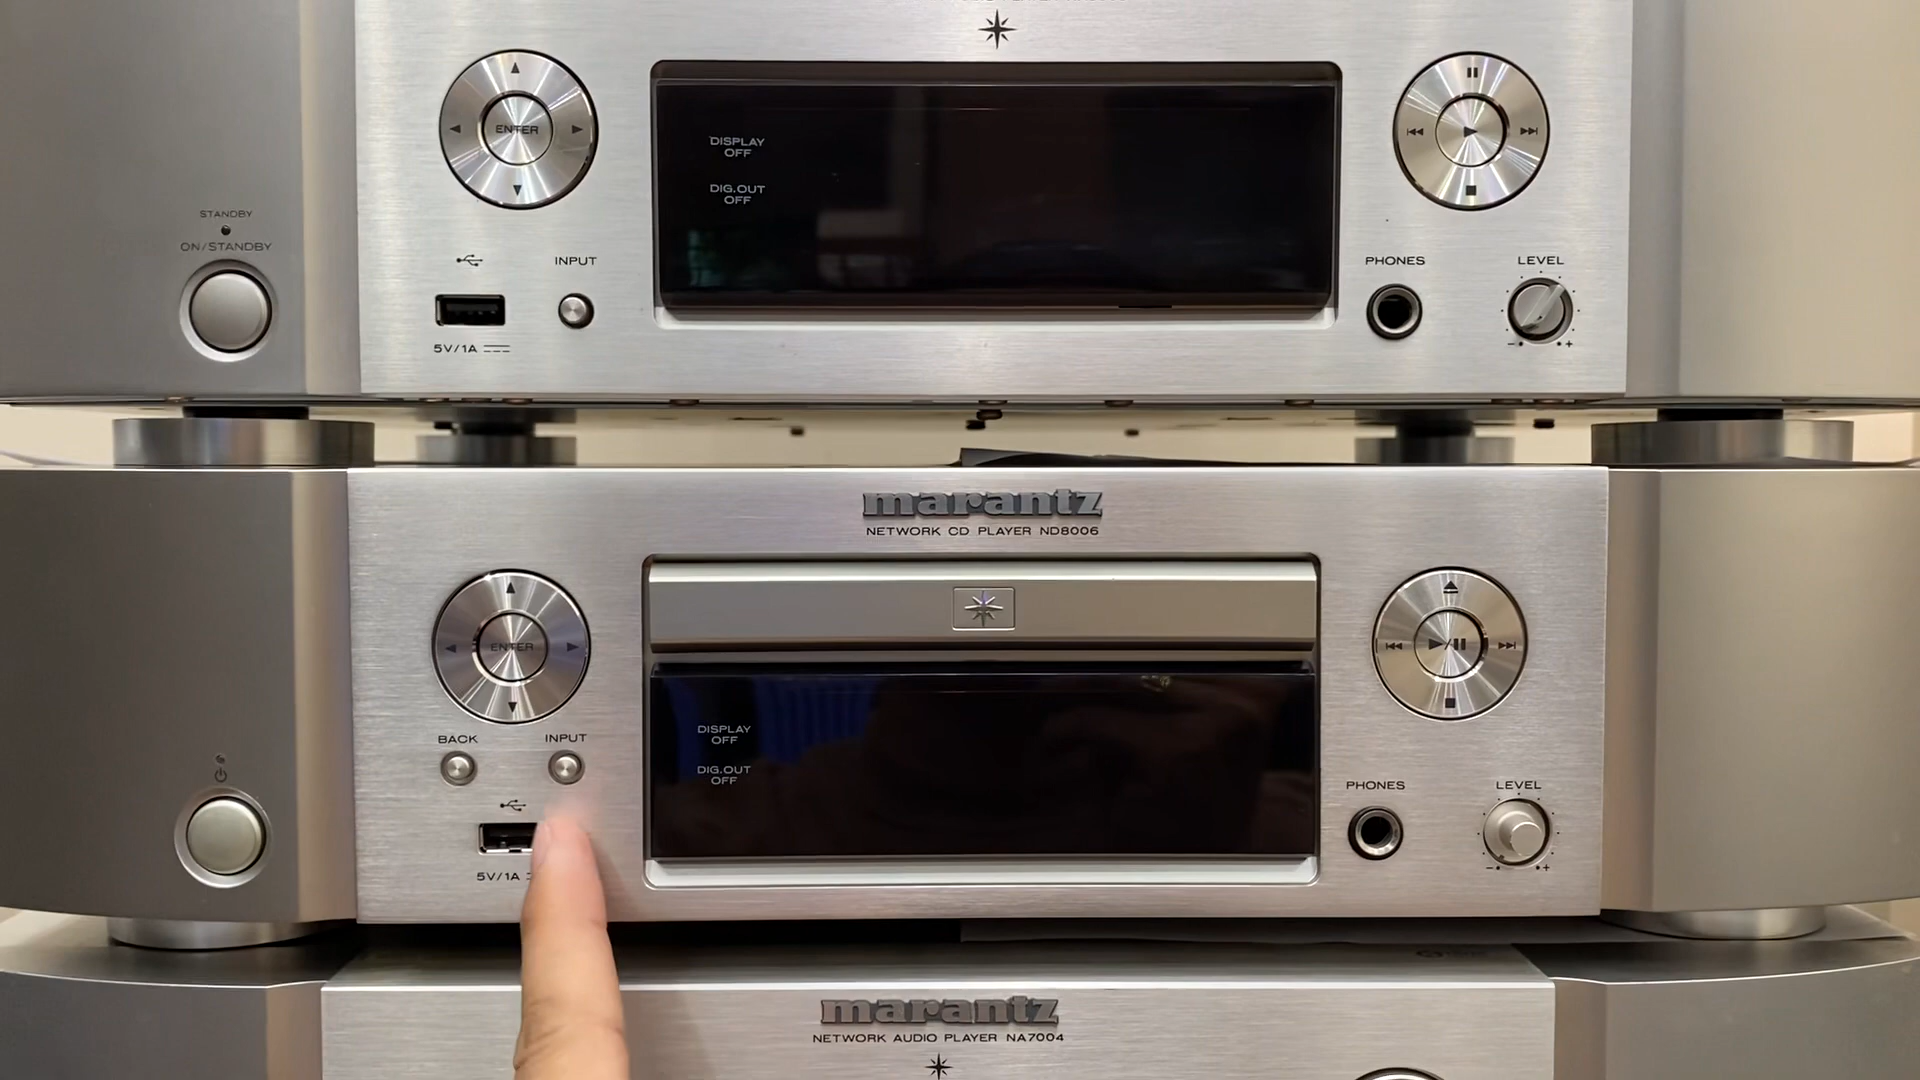 DISPLAY
OFF
DIG.OUT
OFF
ENTER
STANDBY
ON/STANDBY
INPUT
5V/1A
PHONES
LEVEL
- +
marantz
NETWORK CD PLAYER ND8006
ENTER
BACK
INPUT
5V/1A
DISPLAY
OFF
DIG.OUT
OFF
PHONES
LEVEL
- +
marantz
NETWORK AUDIO PLAYER NA7004